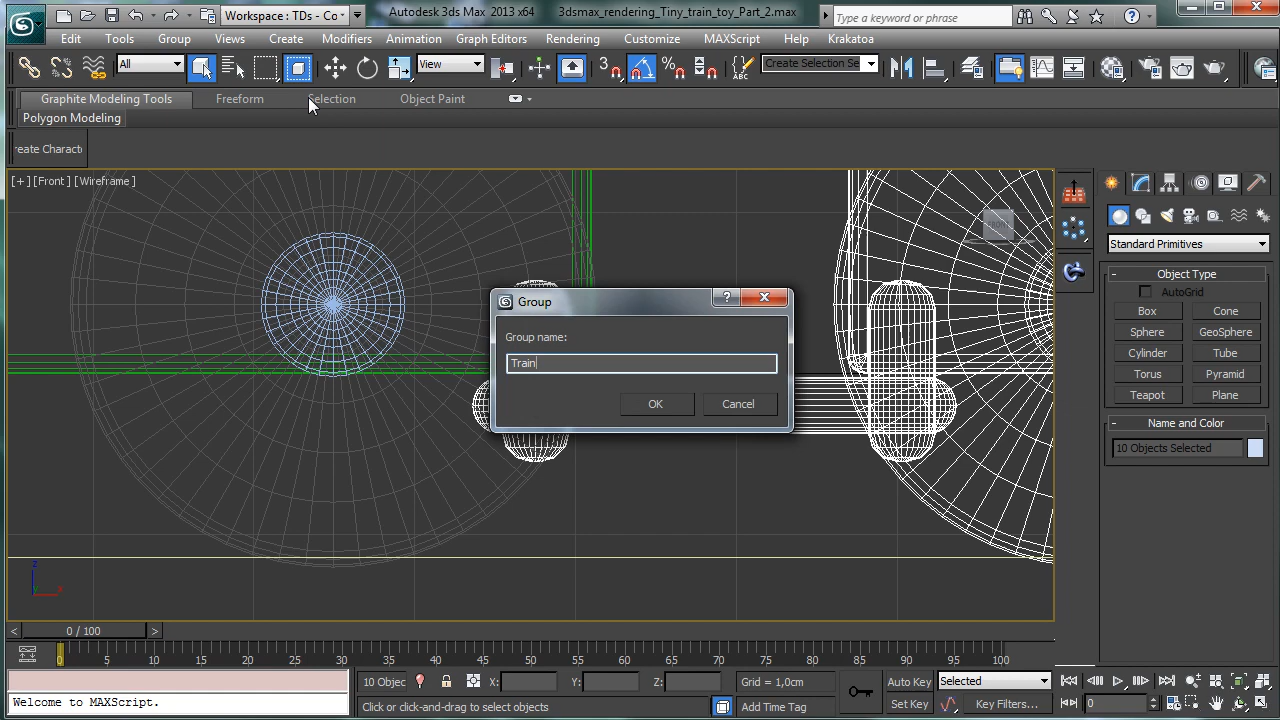 Workspace : TDs - Co
Autodesk 3ds Max 2013 x64
3dsmax_rendering_Tiny_train_toy_Part_2.max
Type a keyword or phrase
Edit Tools Group Views Create Modifiers Animation Graph Editors Rendering Customize MAXScript Help Krakatoa
All
View
3
Create Selection Se
Graphite Modeling Tools Freeform Selection Object Paint
Polygon Modeling
reate Charact
[+] [Front] [Wireframe]
Standard Primitives
Object Type
AutoGrid
Box Cone
Sphere GeoSphere
Cylinder Tube
Torus Pyramid
Teapot Plane
Name and Color
10 Objects Selected
Group
Group name:
Train
OK Cancel
z
x
y
< 0 / 100 >
0 5 10 15 20 25 30 35 40 45 50 55 60 65 70 75 80 85 90 95 100
10 Objec X: Y: Z: Grid = 1,0cm Auto Key Selected
Welcome to MAXScript.
Click or click-and-drag to select objects Add Time Tag Set Key Key Filters... 0